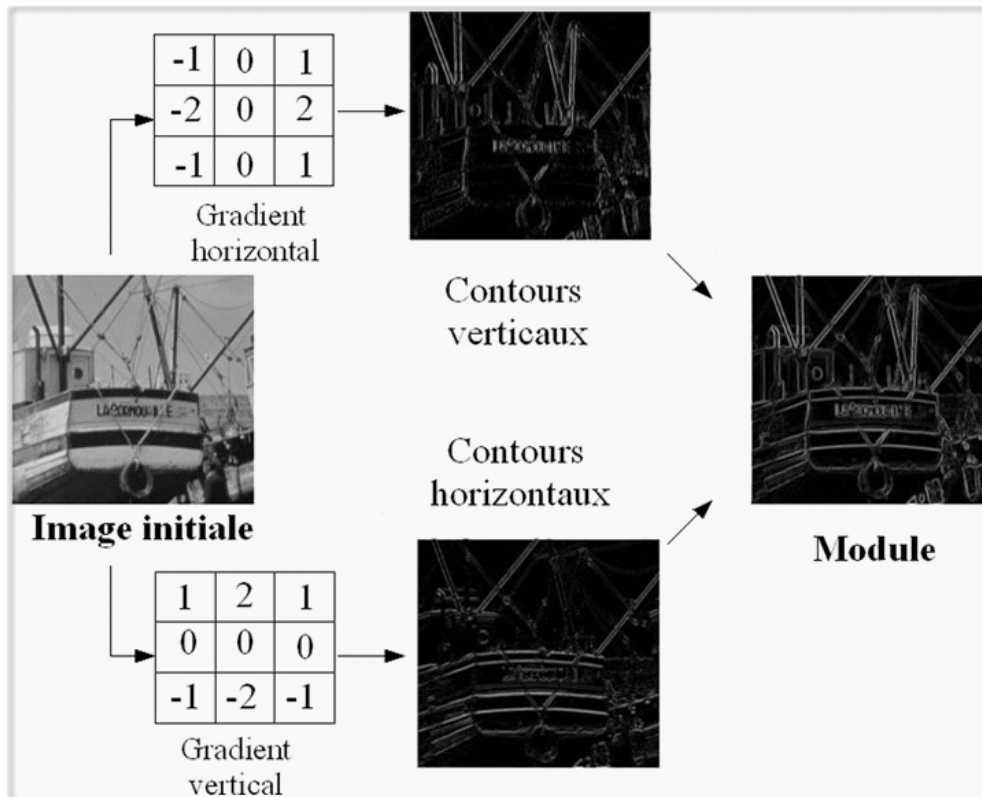 -1 0 1
-2 0 2
-1 0 1
Gradient
horizontal
Contours
verticaux
Image initiale
Contours
horizontaux
Module
1 2 1
0 0 0
-1 -2 -1
Gradient
vertical